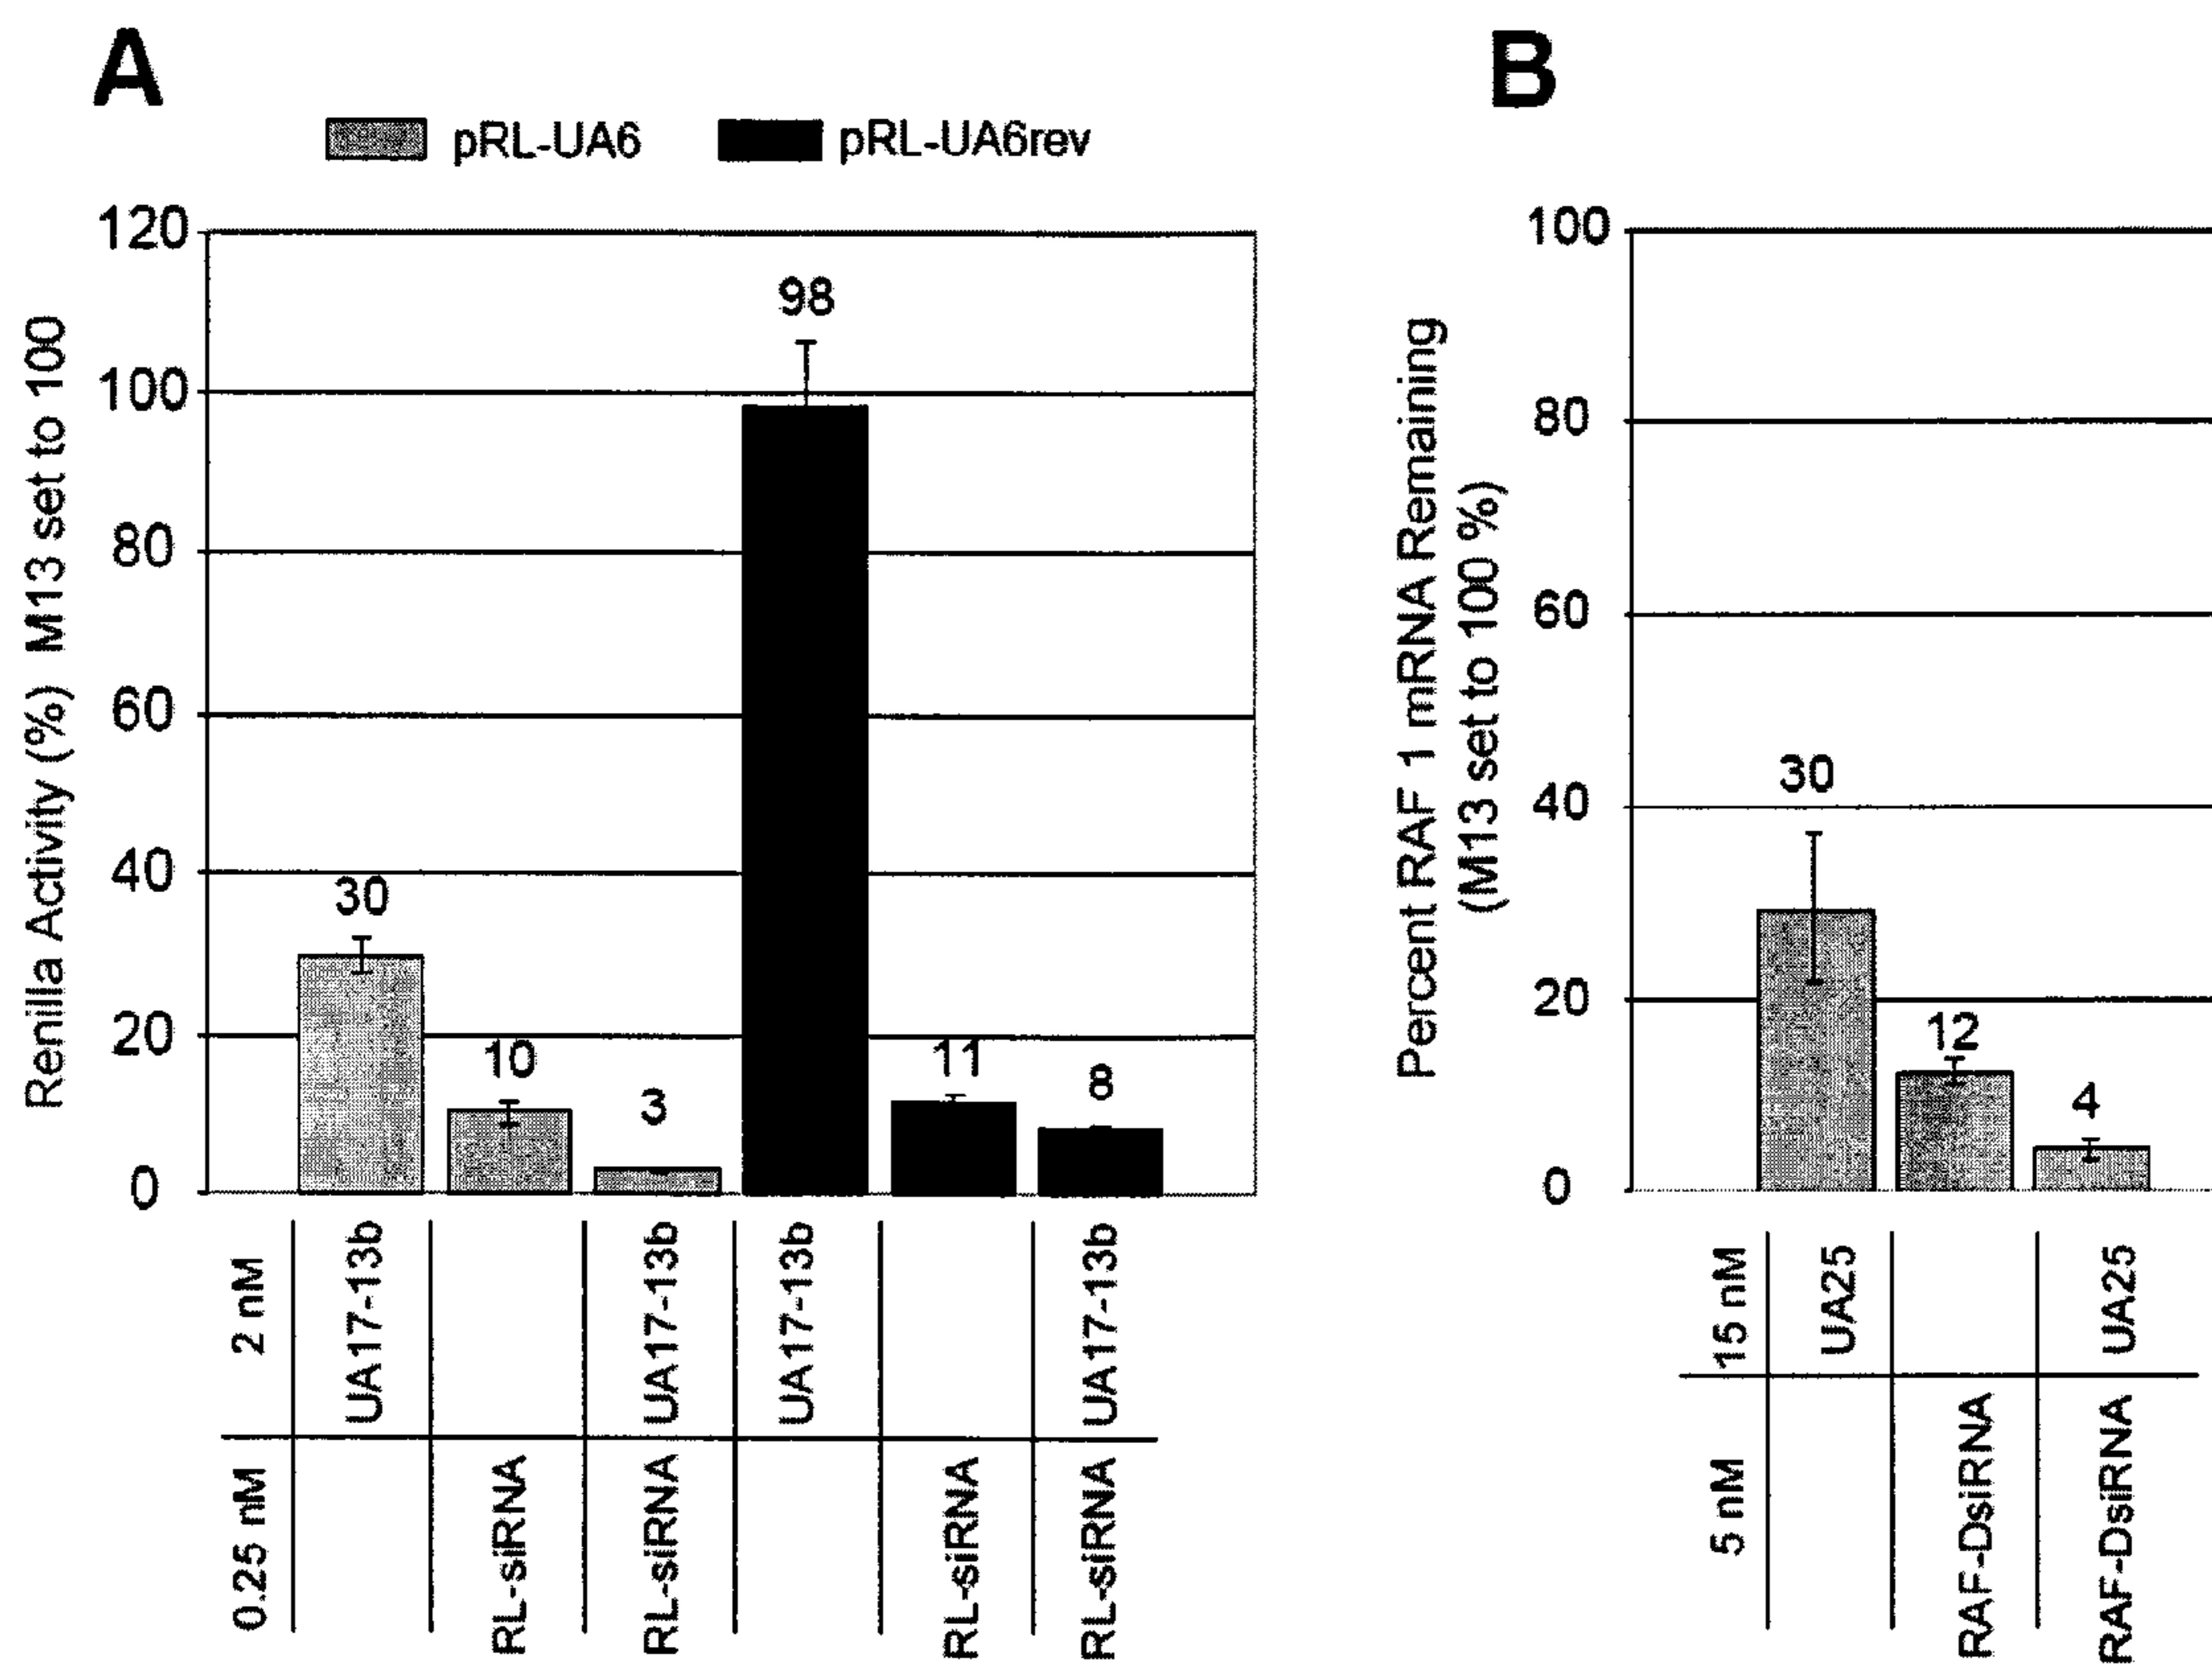 A
pRL-UA6 pRL-UA6rev
Renilla Activity (%) M13 set to 100
120
100
80
60
40
20
0
30
10
3
98
11
8
2 nM UA17-13b UA17-13b UA17-13b UA17-13b
0.25 nM RL-siRNA RL-siRNA RL-siRNA RL-siRNA
B
Percent RAF 1 mRNA Remaining
(M13 set to 100 %)
100
80
60
40
20
0
30
12
4
15 nM UA25 UA25
5 nM RAF-DsiRNA RAF-DsiRNA